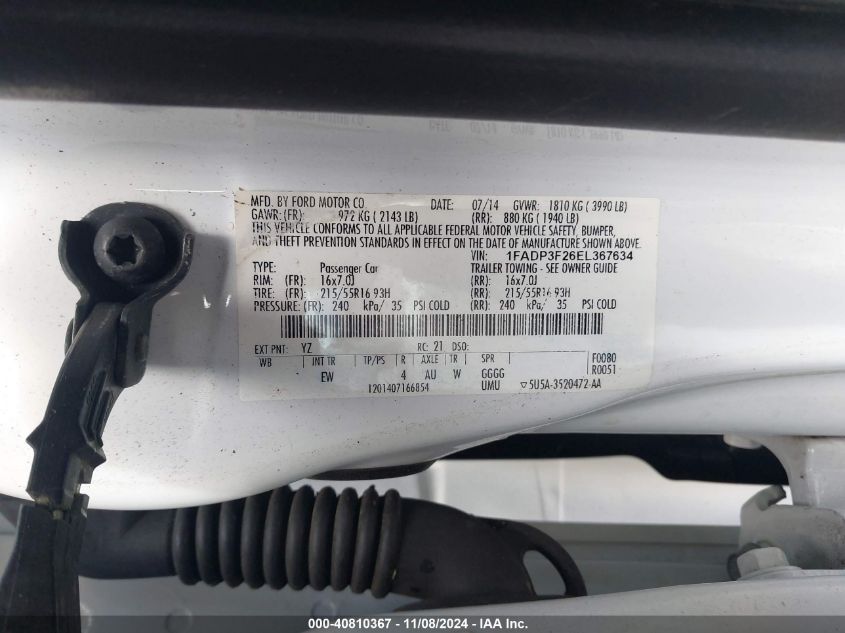 MFD. BY FORD MOTOR CO. DATE: 07/14 GVWR: 1810 KG ( 3990 LB)
GAWR: (FR): 972 KG ( 2143 LB) (RR): 880 KG ( 1940 LB)
THIS VEHICLE CONFORMS TO ALL APPLICABLE FEDERAL MOTOR VEHICLE SAFETY, BUMPER,
AND THEFT PREVENTION STANDARDS IN EFFECT ON THE DATE OF MANUFACTURE SHOWN ABOVE.
VIN: 1FADP3F26EL367634
TYPE: Passenger Car TRAILER TOWING - SEE OWNER GUIDE
RIM: (FR): 16x7.0J (RR): 16x7.0J
TIRE: (FR): 215/55R16 93H (RR): 215/55R16 93H
PRESSURE: (FR): 240 kPa/ 35 PSI COLD (RR): 240 kPa/ 35 PSI COLD
EXT PNT: YZ RC: 21 DSO: F0080
WB INT TR TP/PS R AXLE TR SPR R0051
EW 4 AU W GGGG
1201407166854 UMU ▽5U5A-3520472-AA
000-40810367 - 11/08/2024 - IAA Inc.